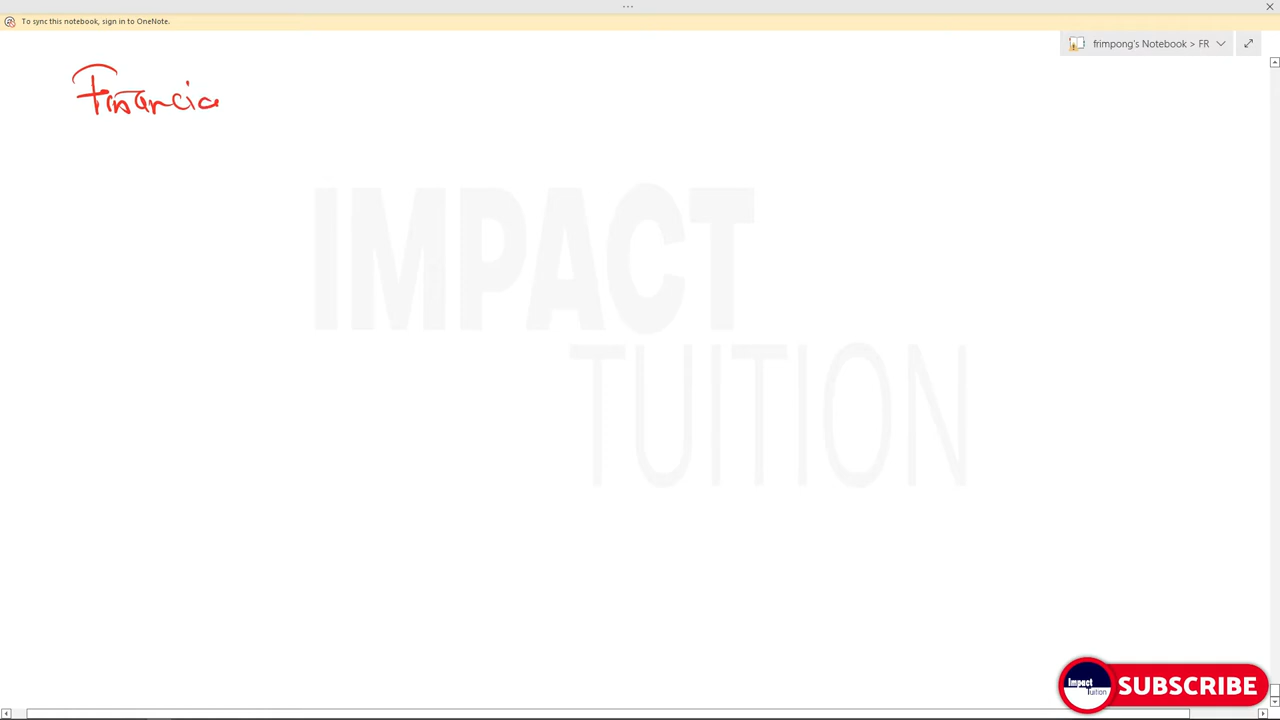 To sync this notebook, sign in to OneNote.
frimpong's Notebook > FR
Financia
IMPACT
TUITION
Impact
Tuition
SUBSCRIBE